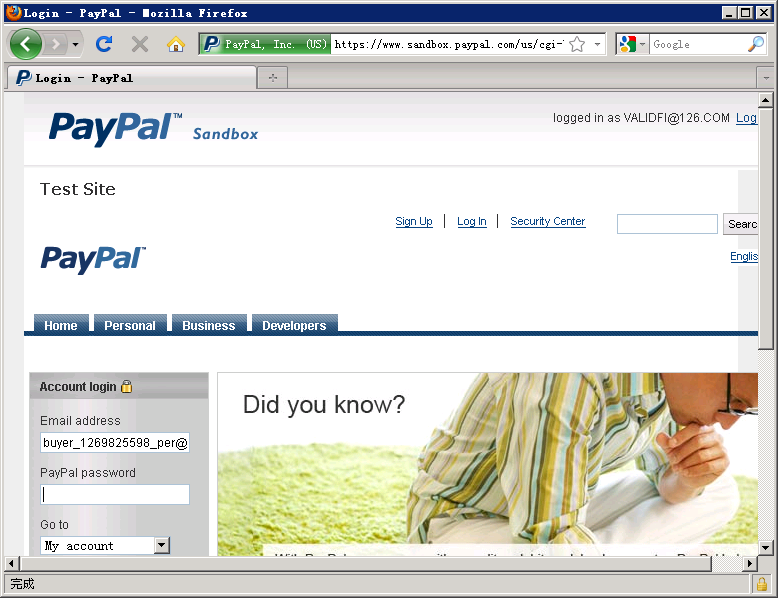 Login - PayPal - Mozilla Firefox
PayPal, Inc. (US) https://www.sandbox.paypal.com/us/cgi- Google
Login - PayPal
PayPal™ Sandbox
logged in as VALIDFI@126.COM Log
Test Site
Sign Up Log In Security Center Searc
PayPal™
Englis
Home Personal Business Developers
Account login
Email address
buyer_1269825598_per@
PayPal password
Go to
My account
Did you know?
完成